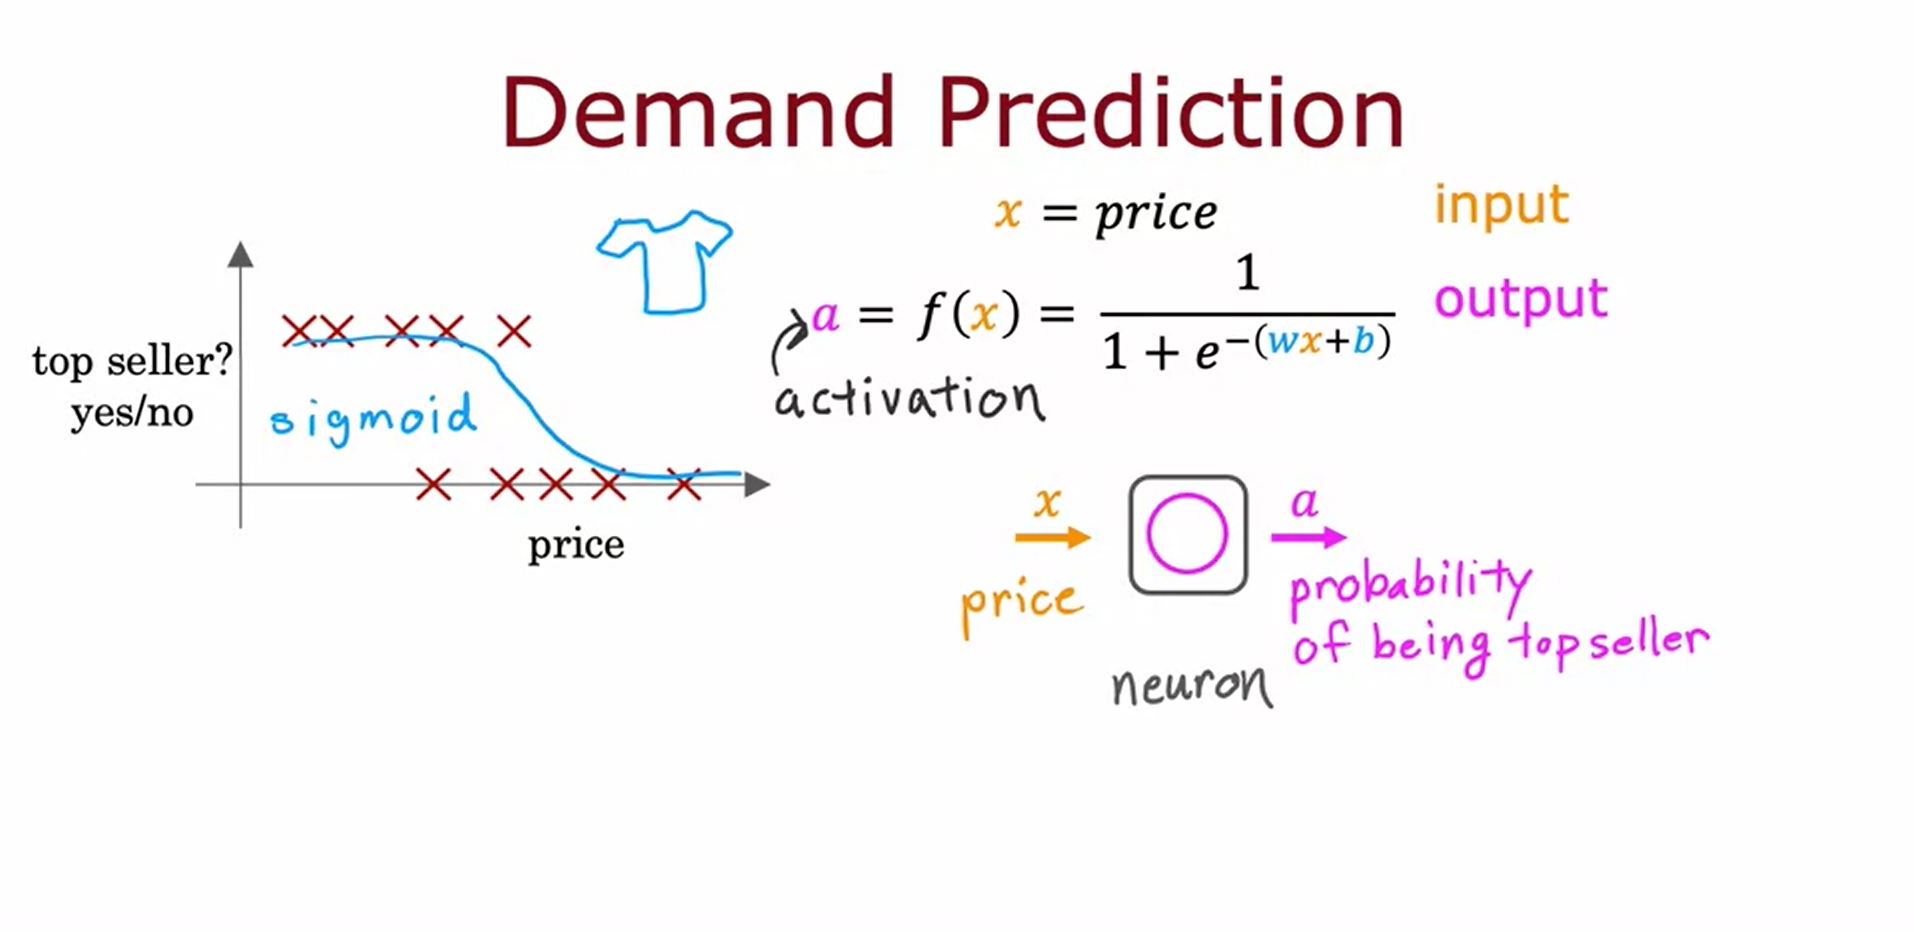 Demand Prediction
x = price
input
a = f(x) = 1 / (1 + e^-(wx+b))
output
activation
top seller?
yes/no
sigmoid
price
x
a
price
probability
of being top seller
neuron